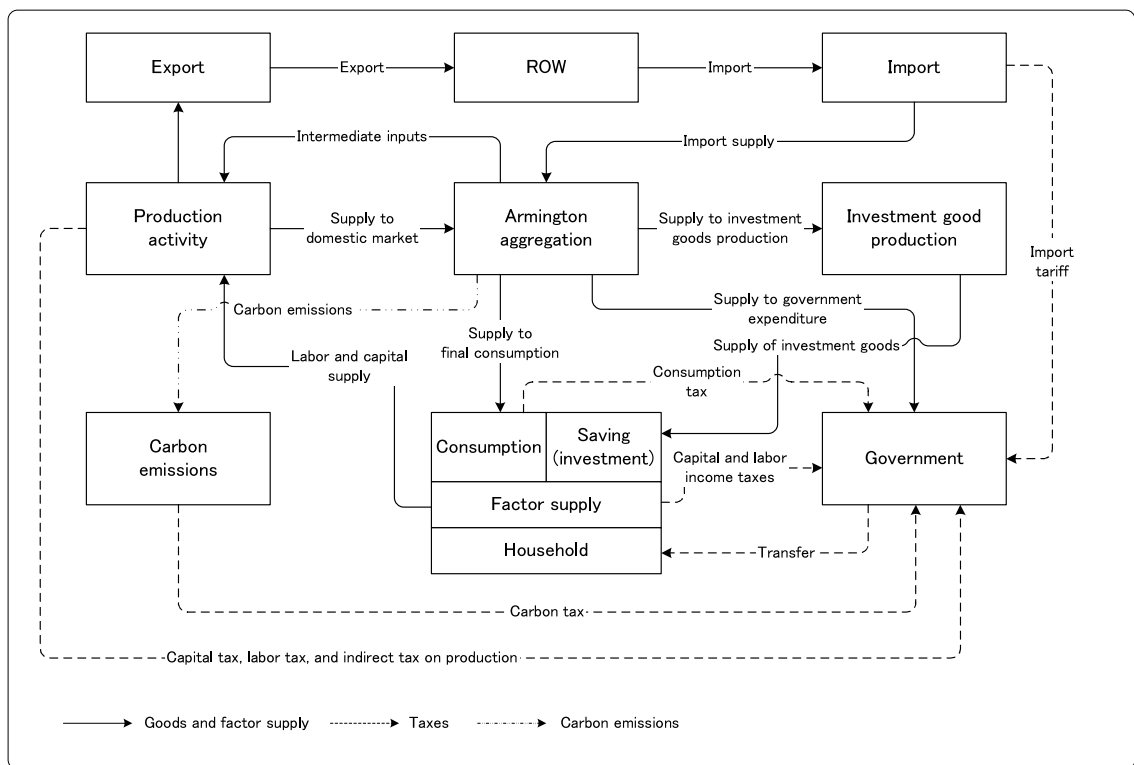 Export
Export
ROW
Import
Import
Intermediate inputs
Import supply
Production
activity
Supply to
domestic market
Armington
aggregation
Supply to investment
goods production
Investment good
production
Import
tariff
Carbon emissions
Supply to
final consumption
Supply to government
expenditure
Supply of investment goods
Labor and capital
supply
Consumption
tax
Carbon
emissions
Consumption
Saving
(investment)
Capital and labor
income taxes
Government
Factor supply
Household
Transfer
Carbon tax
Capital tax, labor tax, and indirect tax on production
Goods and factor supply
Taxes
Carbon emissions